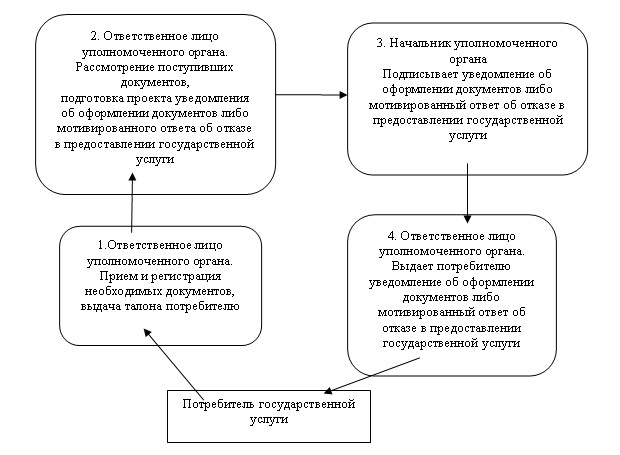 2. Ответственное лицо
уполномоченного органа.
Рассмотрение поступивших
документов,
подготовка проекта уведомления
об оформлении документов либо
мотивированного ответа об отказе
в предоставлении государственной
услуги
3. Начальник уполномоченного
органа
Подписывает уведомление об
оформлении документов либо
мотивированный ответ об отказе в
предоставлении государственной
услуги
1.Ответственное лицо
уполномоченного органа.
Прием и регистрация
необходимых документов,
выдача талона потребителю
4. Ответственное лицо
уполномоченного органа.
Выдает потребителю
уведомление об оформлении
документов либо
мотивированный ответ об
отказе в предоставлении
государственной услуги
Потребитель государственной
услуги